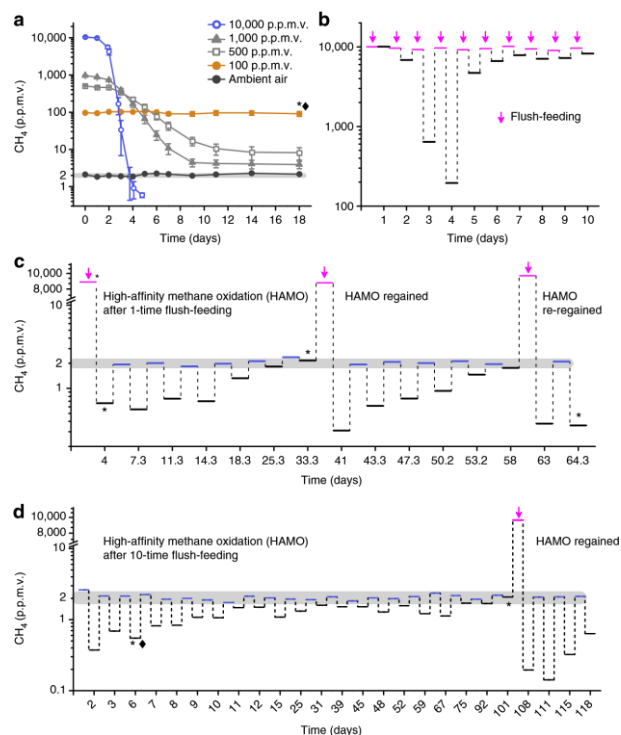 a
10,000 p.p.m.v.
1,000 p.p.m.v.
500 p.p.m.v.
100 p.p.m.v.
Ambient air
CH4 (p.p.m.v.)
10,000
1,000
100
10
2
1
*♦
0 2 4 6 8 10 12 14 16 18
Time (days)
b
CH4 (p.p.m.v.)
10,000
1,000
100
Flush-feeding
1 2 3 4 5 6 7 8 9 10
Time (days)
c
CH4 (p.p.m.v.)
10,000
8,000
10
2
1
*
High-affinity methane oxidation (HAMO)
after 1-time flush-feeding
HAMO regained
HAMO
re-regained
*
*
*
4 7.3 11.3 14.3 18.3 25.3 33.3 41 43.3 47.3 50.2 53.2 58 63 64.3
Time (days)
d
CH4 (p.p.m.v.)
10,000
8,000
10
2
1
0.1
High-affinity methane oxidation (HAMO)
after 10-time flush-feeding
HAMO regained
*♦
*
2 3 6 7 8 9 10 11 12 15 25 31 39 45 48 52 59 67 75 92 101 108 111 115 118
Time (days)